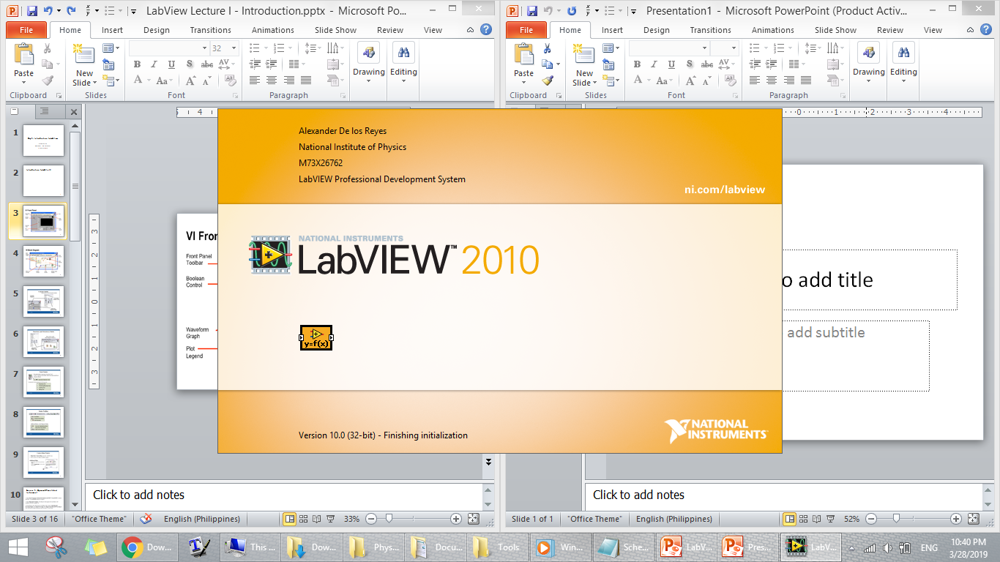 LabView Lecture I - Introduction.pptx - Microsoft Po...
File Home Insert Design Transitions Animations Slide Show Review View
32
Paste
New
Slide
Drawing
Editing
Clipboard Slides Font Paragraph
Presentation1 - Microsoft PowerPoint (Product Activ...
File Home Insert Design Transitions Animations Slide Show Review View
Paste
New
Slide
Drawing
Editing
Clipboard Slides Font Paragraph
1
2
3
4
5
6
7
8
9
10
VI Fron
Front Panel
Toolbar
Boolean
Control
Waveform
Graph
Plot
Legend
Alexander De los Reyes
National Institute of Physics
M73X26762
LabVIEW Professional Development System
ni.com/labview
NATIONAL INSTRUMENTS
LabVIEW™ 2010
y=f(x)
Version 10.0 (32-bit) - Finishing initialization
NATIONAL
INSTRUMENTS
o add title
add subtitle
Click to add notes
Click to add notes
Slide 3 of 16 "Office Theme" English (Philippines) 33%
Slide 1 of 1 "Office Theme" English (Philippines) 52%
Dow... This ... Dow... Phys... Docu... Tools Win... Sche... LabV... Pres... LabV... ENG 10:40 PM
3/28/2019